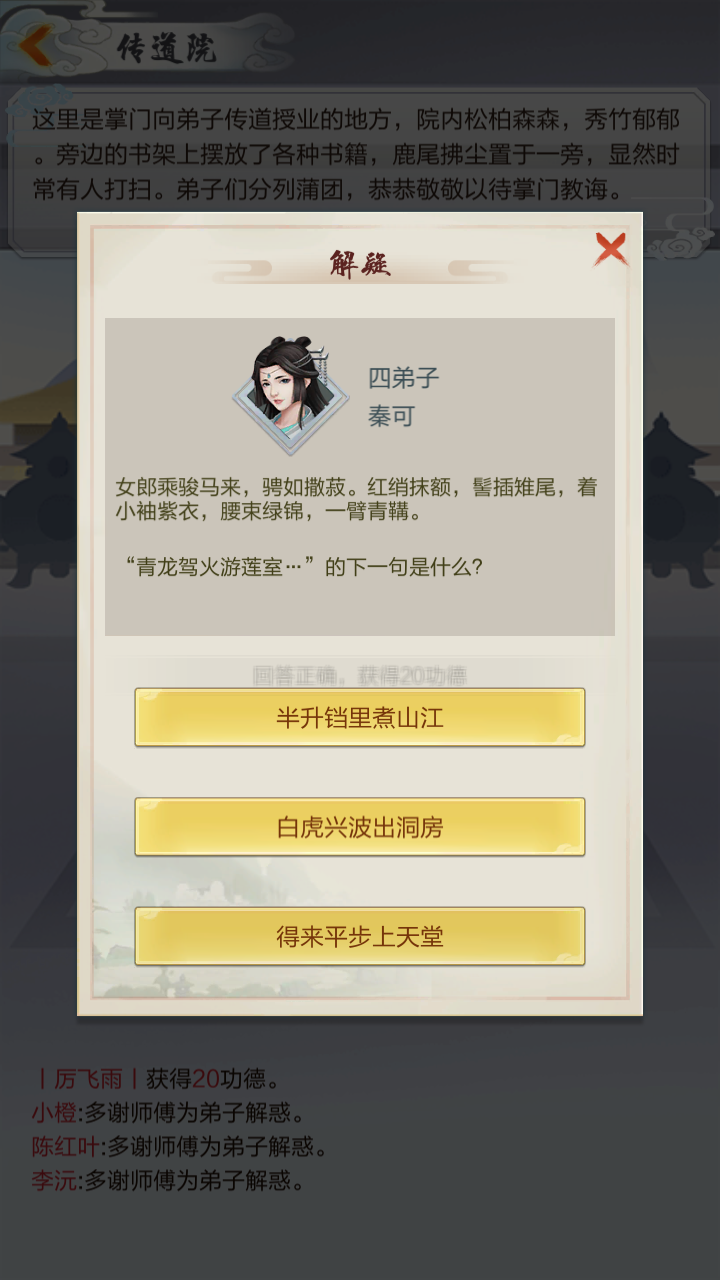 传道院
这里是掌门向弟子传道授业的地方，院内松柏森森，秀竹郁郁
。旁边的书架上摆放了各种书籍，鹿尾拂尘置于一旁，显然时
常有人打扫。弟子们分列蒲团，恭恭敬敬以待掌门教诲。
解疑
四弟子
秦可
女郎乘骏马来，骋如撒菽。红绡抹额，髻插雉尾，着
小袖紫衣，腰束绿锦，一臂青鞲。
“青龙驾火游莲室…”的下一句是什么？
回答正确，获得20功德
半升铛里煮山江
白虎兴波出洞房
得来平步上天堂
丨厉飞雨丨获得20功德。
小橙:多谢师傅为弟子解惑。
陈红叶:多谢师傅为弟子解惑。
李沅:多谢师傅为弟子解惑。